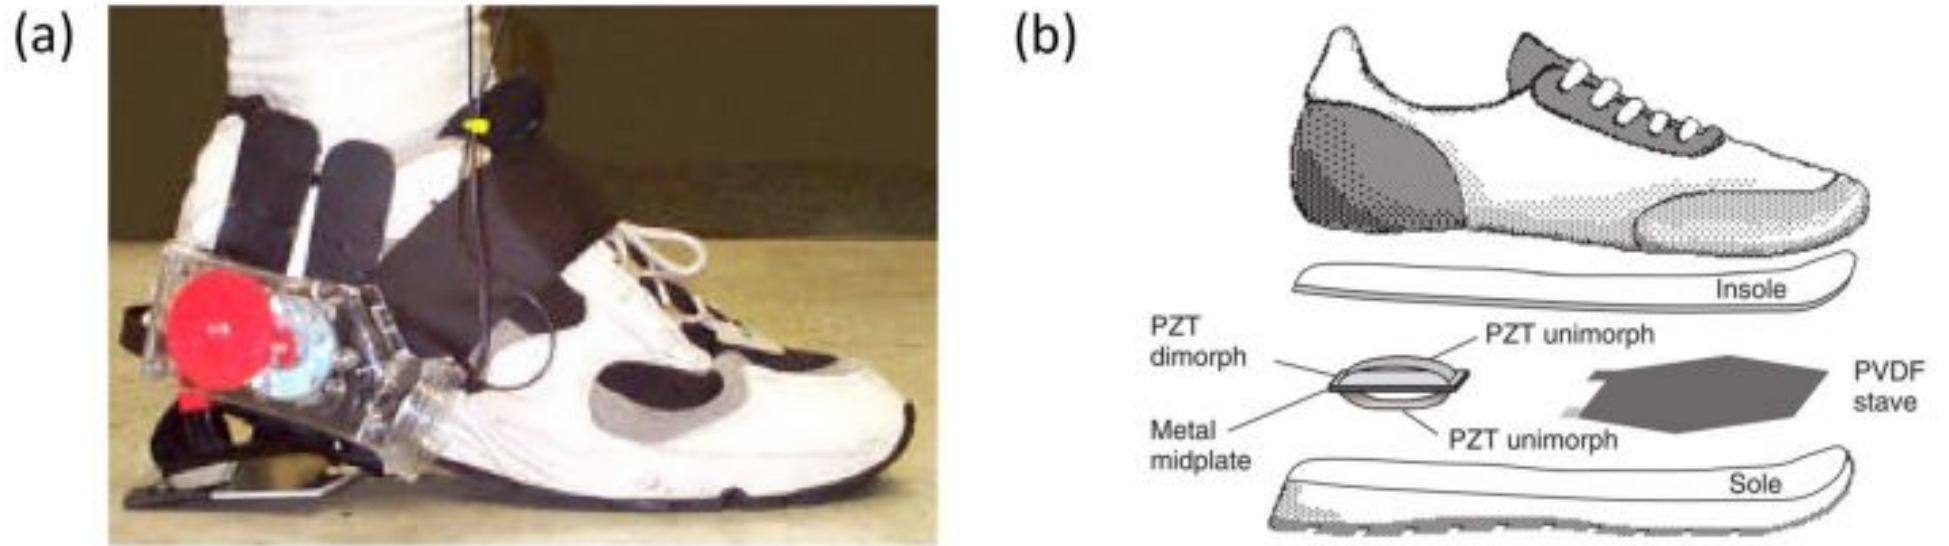 (a)
(b)
Insole
PZT
dimorph
PZT unimorph
PVDF
stave
Metal
midplate
PZT unimorph
Sole